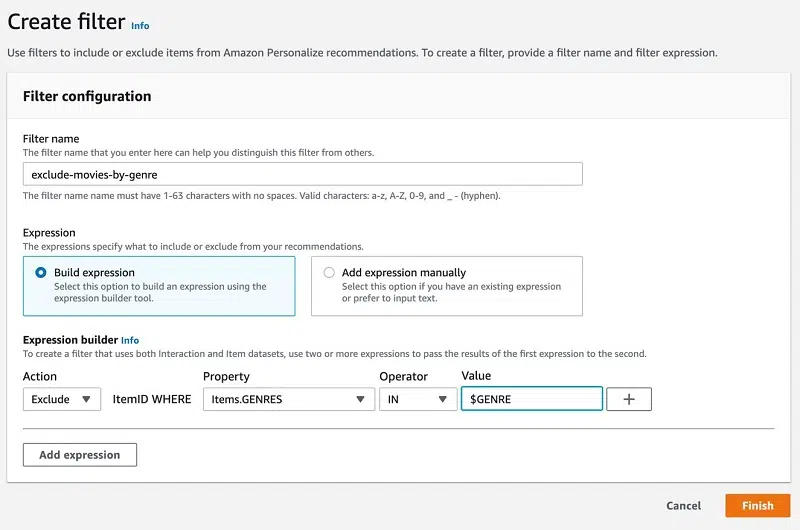 Create filter Info
Use filters to include or exclude items from Amazon Personalize recommendations. To create a filter, provide a filter name and filter expression.
Filter configuration
Filter name
The filter name that you enter here can help you distinguish this filter from others.
exclude-movies-by-genre
The filter name name must have 1-63 characters with no spaces. Valid characters: a-z, A-Z, 0-9, and _ - (hyphen).
Expression
The expressions specify what to include or exclude from your recommendations.
Build expression
Select this option to build an expression using the
expression builder tool.
Add expression manually
Select this option if you have an existing expression
or prefer to input text.
Expression builder Info
To create a filter that uses both Interaction and Item datasets, use two or more expressions to pass the results of the first expression to the second.
Action Property Operator Value
Exclude ItemID WHERE Items.GENRES IN $GENRE +
Add expression
Cancel Finish